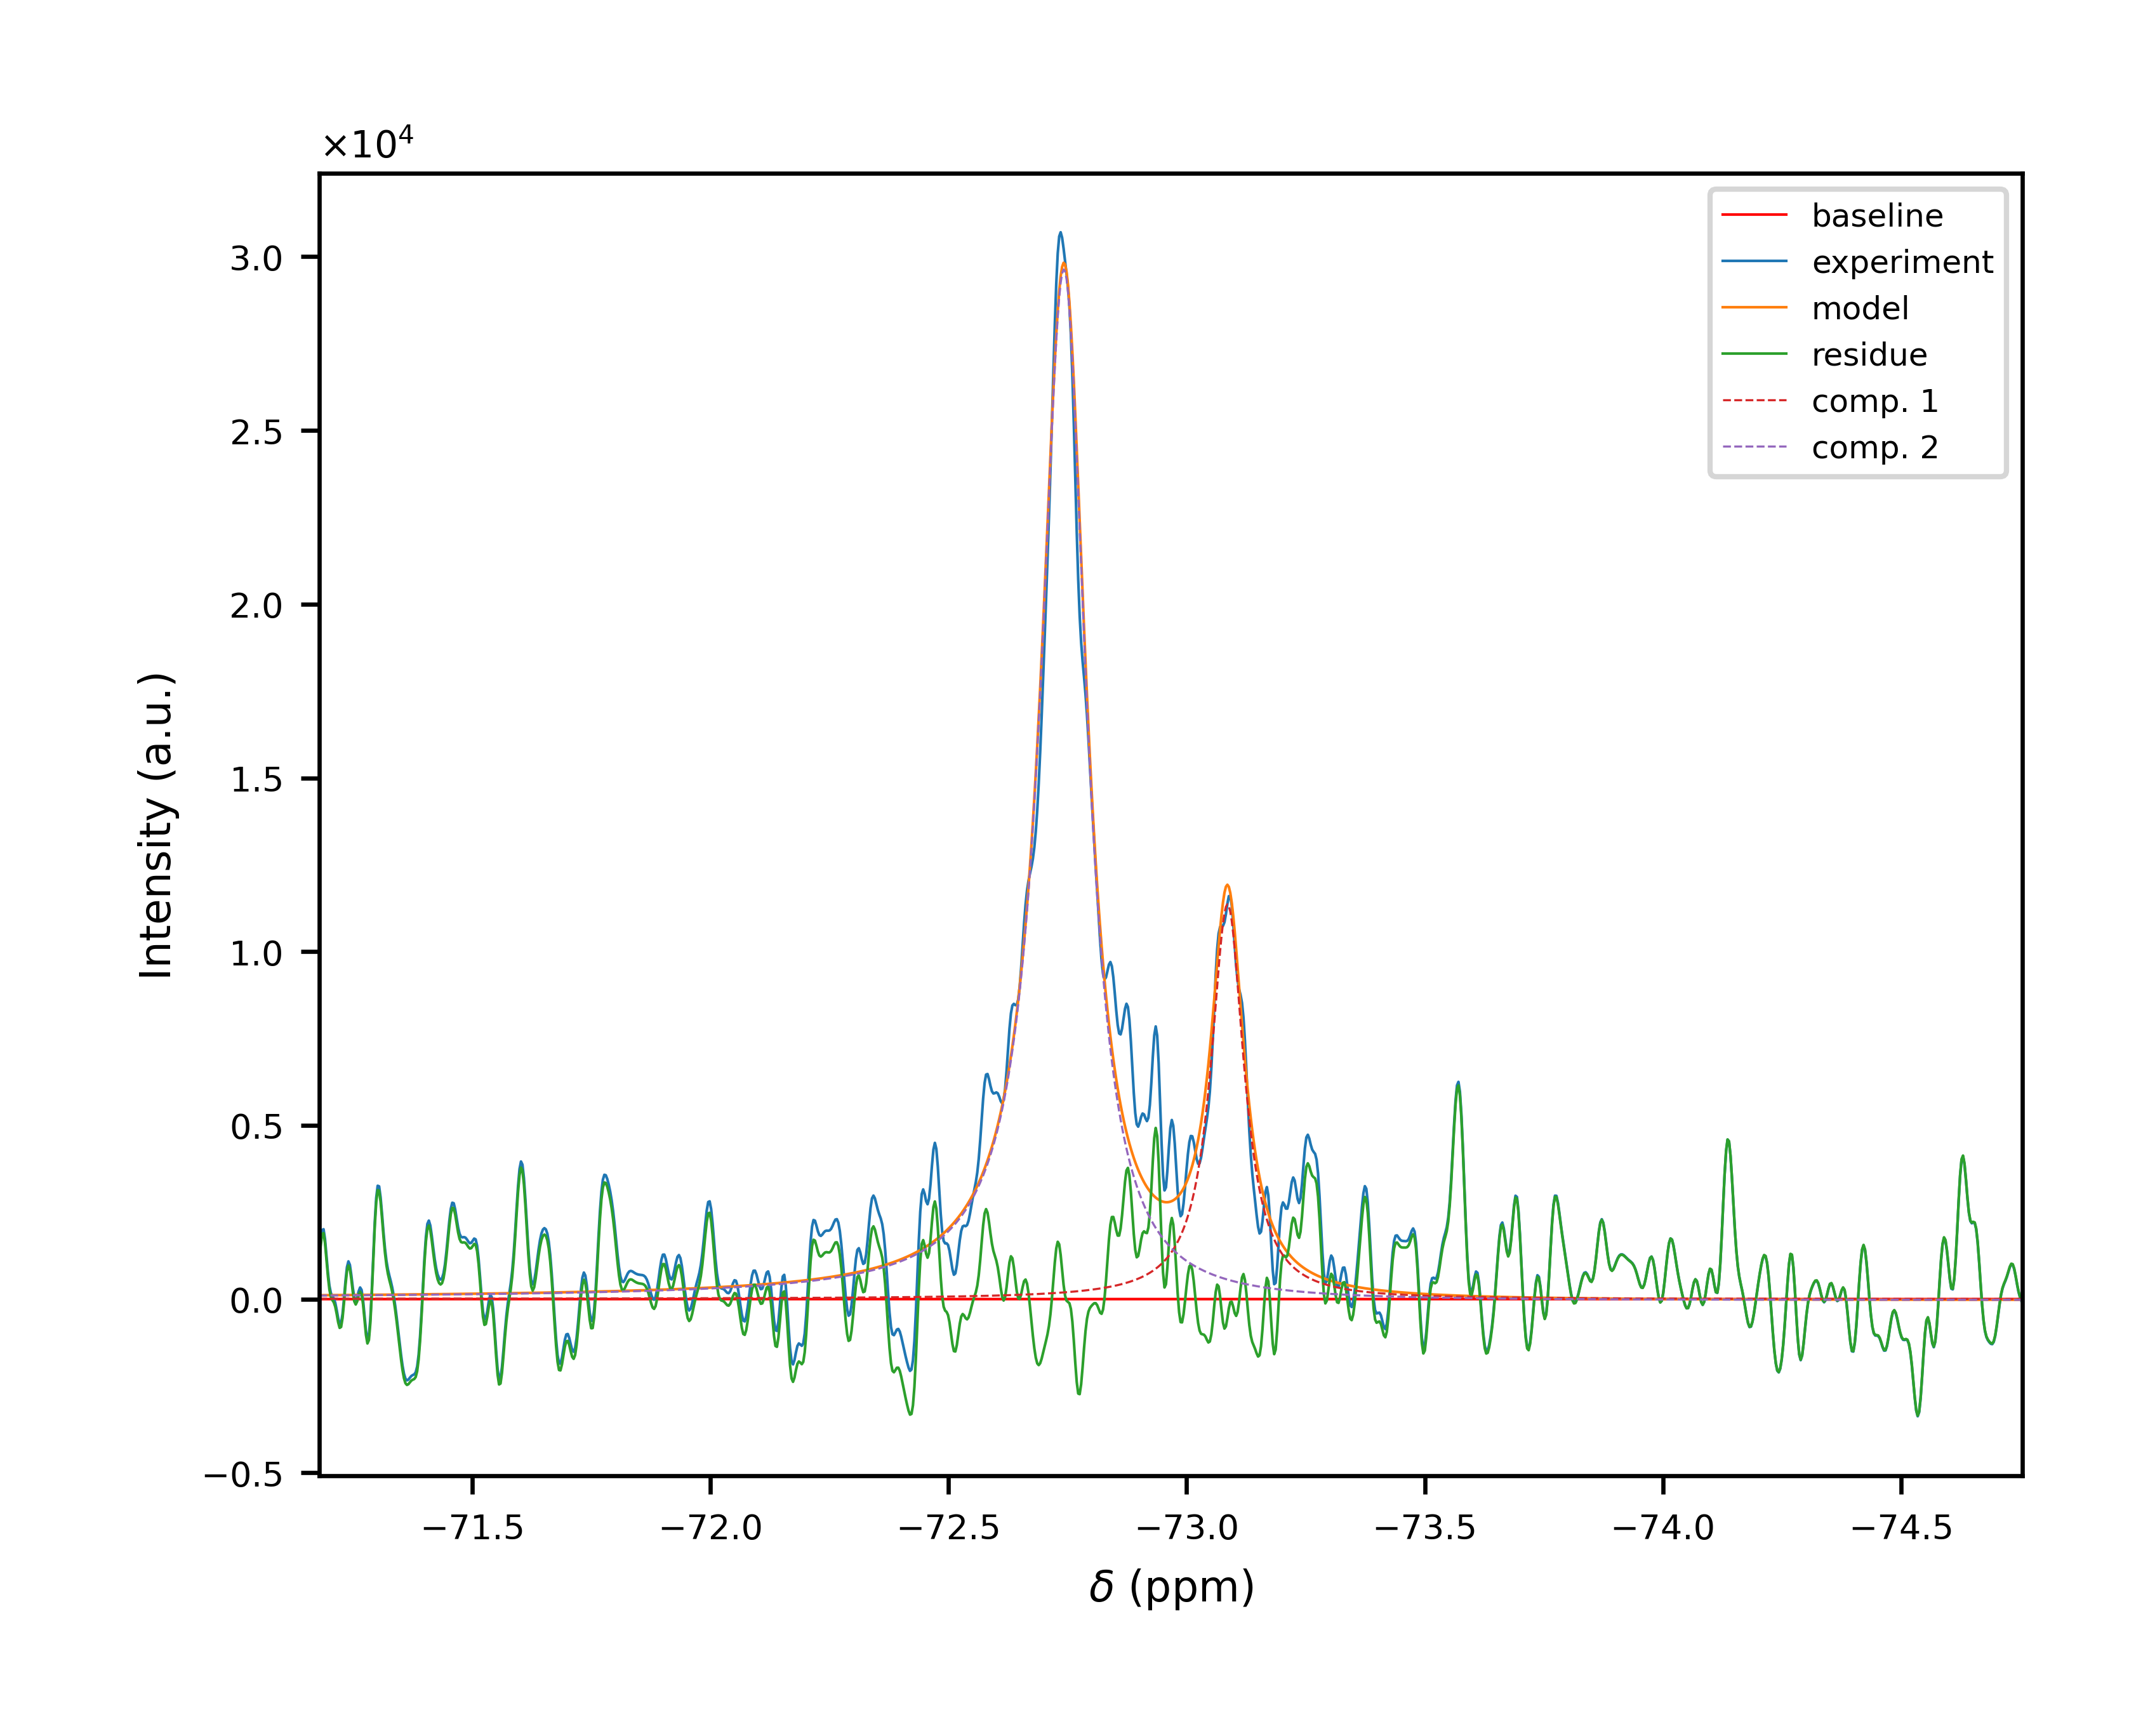 ×10⁴
3.0
2.5
2.0
1.5
1.0
0.5
0.0
−0.5
Intensity (a.u.)
baseline
experiment
model
residue
comp. 1
comp. 2
−71.5 −72.0 −72.5 −73.0 −73.5 −74.0 −74.5
δ (ppm)